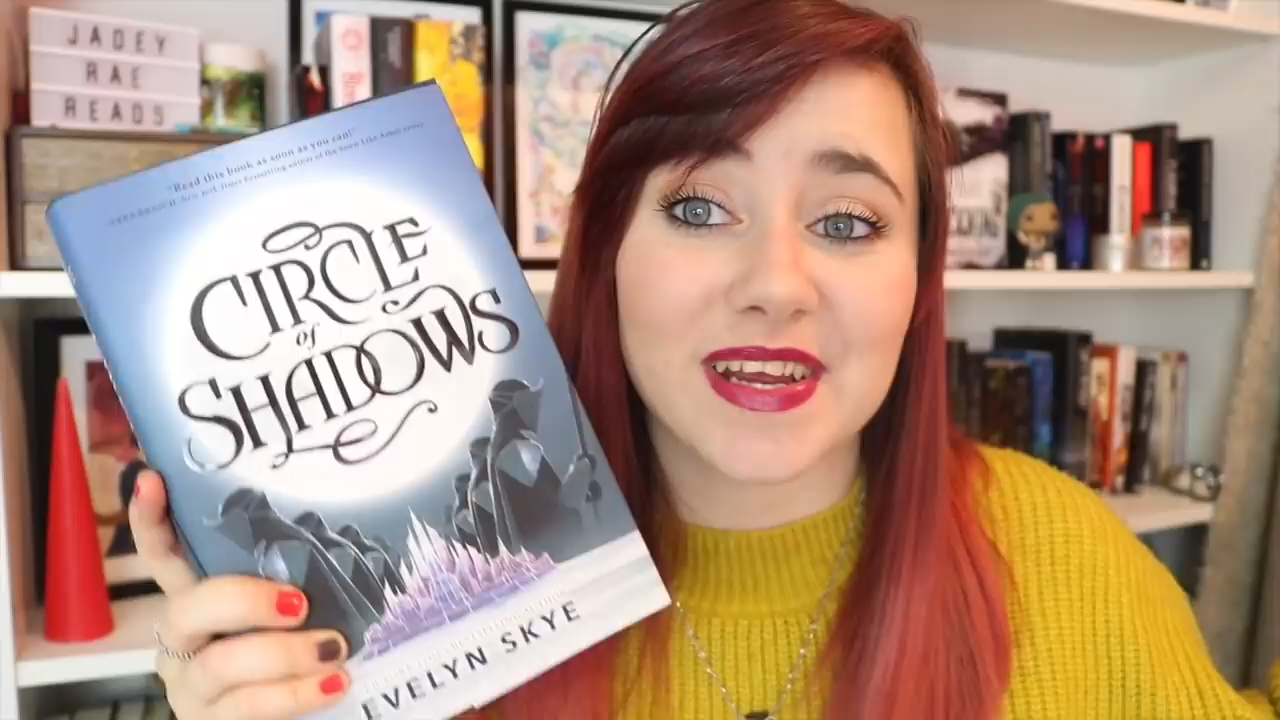 JADEY
RAE
READS
"Read this book as soon as you can!"
CIRCLE
of
SHADOWS
EVELYN SKYE